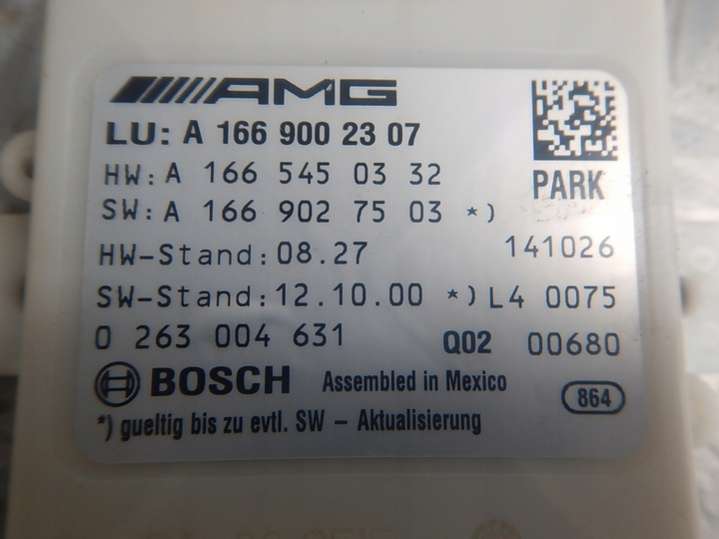 AMG
LU: A 166 900 23 07
HW: A 166 545 03 32
PARK
SW: A 166 902 75 03 *)
HW-Stand: 08.27 141026
SW-Stand: 12.10.00 *) L4 0075
0 263 004 631 Q02 00680
BOSCH Assembled in Mexico 864
*) gueltig bis zu evtl. SW - Aktualisierung